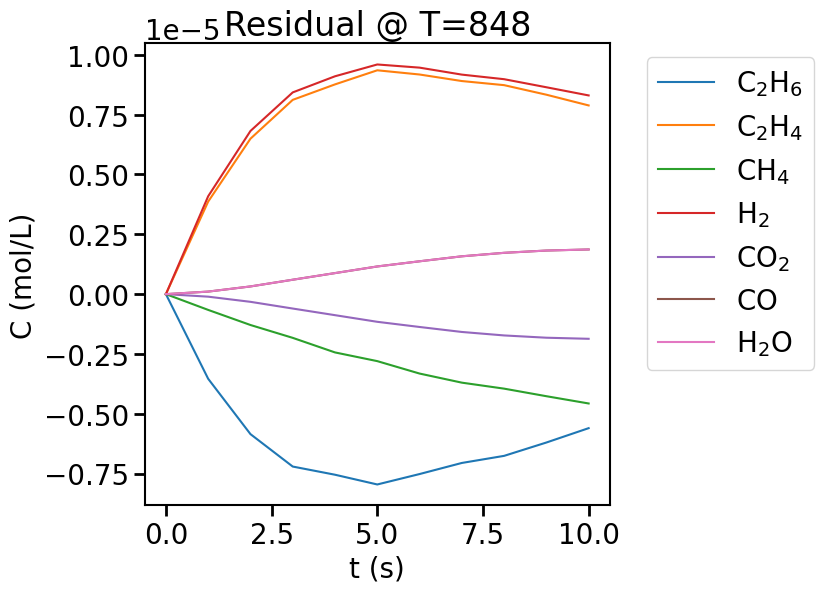 1e−5
Residual @ T=848
C (mol/L)
1.00
0.75
0.50
0.25
0.00
−0.25
−0.50
−0.75
0.0
2.5
5.0
7.5
10.0
t (s)
C₂H₆
C₂H₄
CH₄
H₂
CO₂
CO
H₂O